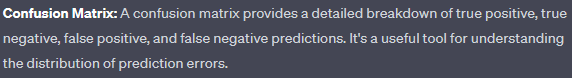 Confusion Matrix: A confusion matrix provides a detailed breakdown of true positive, true
negative, false positive, and false negative predictions. It's a useful tool for understanding
the distribution of prediction errors.